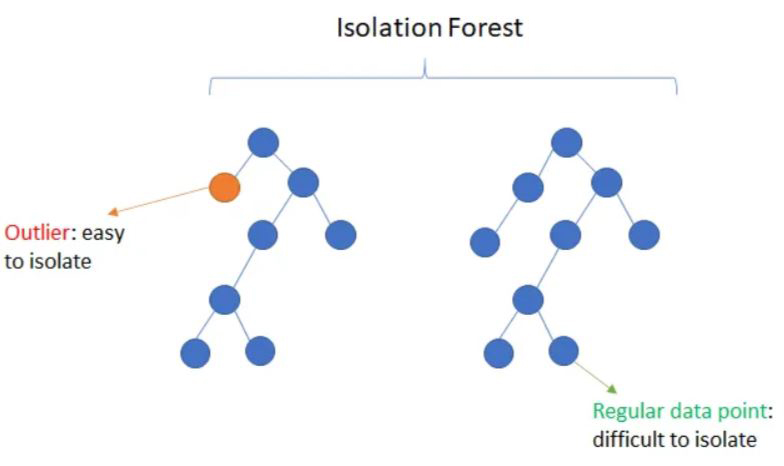 Isolation Forest
Outlier: easy
to isolate
Regular data point:
difficult to isolate